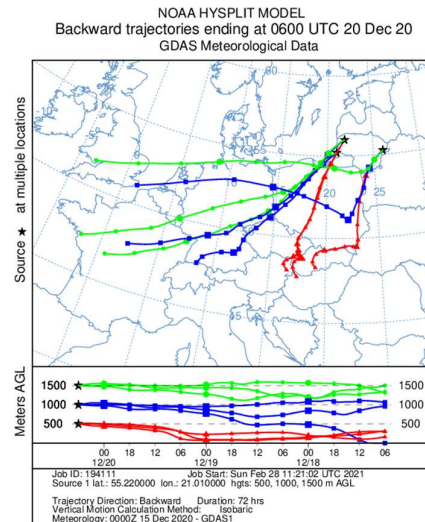 NOAA HYSPLIT MODEL
Backward trajectories ending at 0600 UTC 20 Dec 20
GDAS Meteorological Data
Source ★ at multiple locations
-10
20
25
Meters AGL
1500 1500
1000 1000
500 500
00 18 12 06 00 18 12 06 00 18 12 06
12/20 12/19 12/18
Job ID: 194111 Job Start: Sun Feb 28 11:21:02 UTC 2021
Source 1 lat.: 55.220000 lon.: 21.010000 hgts: 500, 1000, 1500 m AGL
Trajectory Direction: Backward Duration: 72 hrs
Vertical Motion Calculation Method: Isobaric
Meteorology: 0000Z 15 Dec 2020 - GDAS1